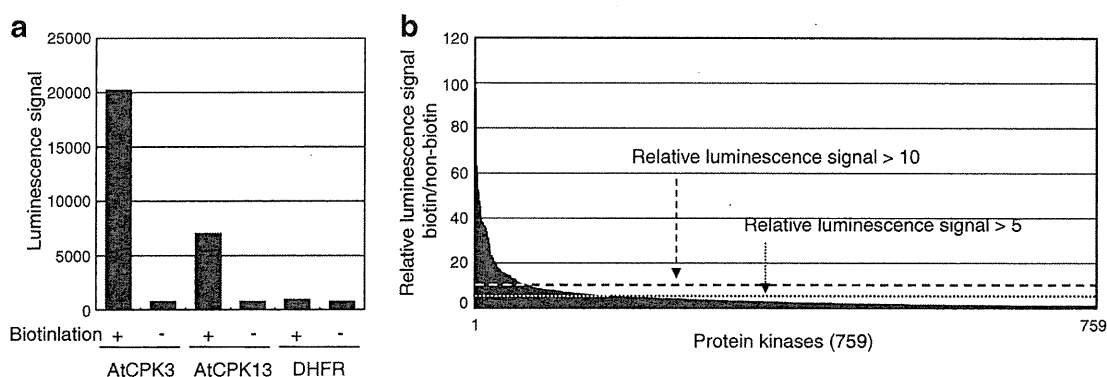 a
25000
20000
15000
10000
5000
0
Luminescence signal
Biotinlation + - + - + -
AtCPK3 AtCPK13 DHFR
b
120
100
80
60
40
20
0
Relative luminescence signal
biotin/non-biotin
Relative luminescence signal > 10
Relative luminescence signal > 5
1 759
Protein kinases (759)